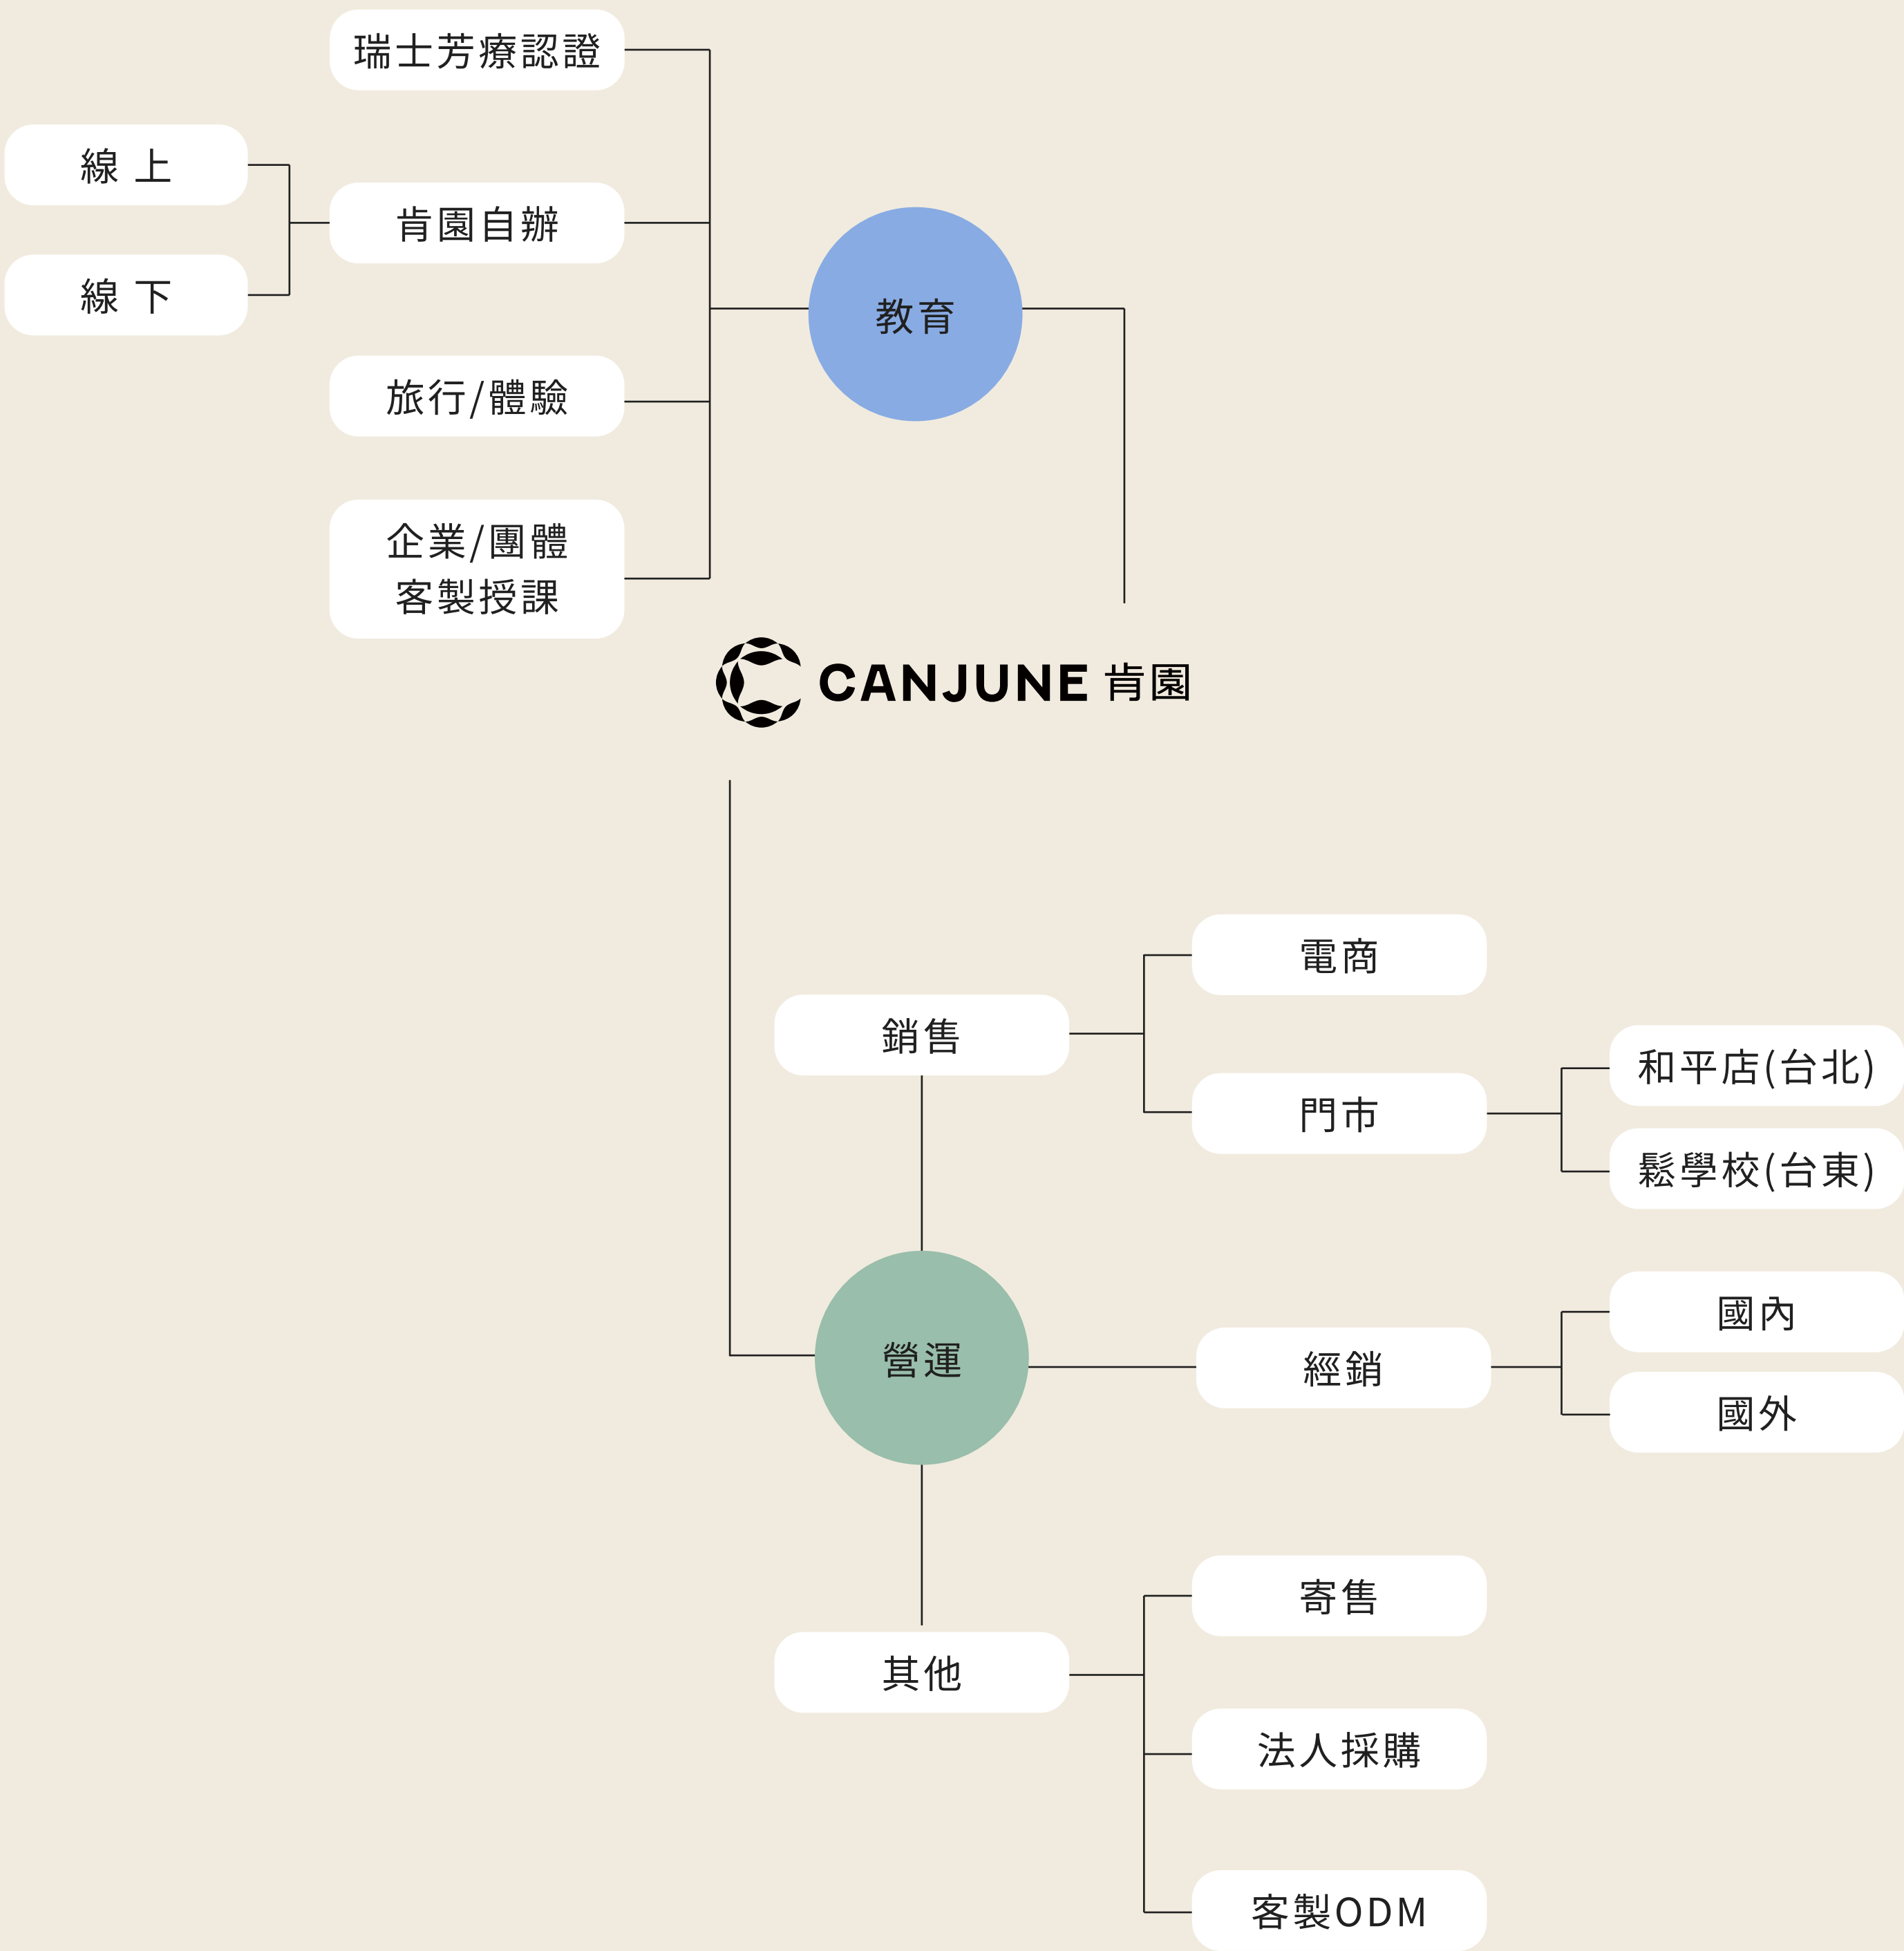 瑞士芳療認證
線 上
肯園自辦
線 下
教育
旅行/體驗
企業/團體
客製授課
CANJUNE 肯園
電商
銷售
和平店(台北)
門市
鬆學校(台東)
國內
營運
經銷
國外
寄售
其他
法人採購
客製ODM